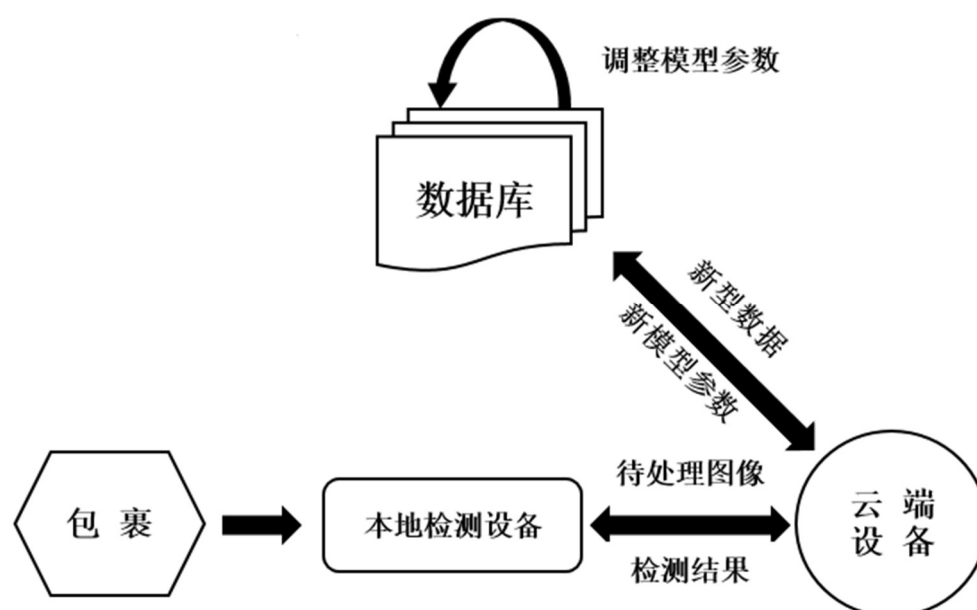 调整模型参数
数据库
新型数据
新模型参数
待处理图像
包裹
本地检测设备
云端
设备
检测结果